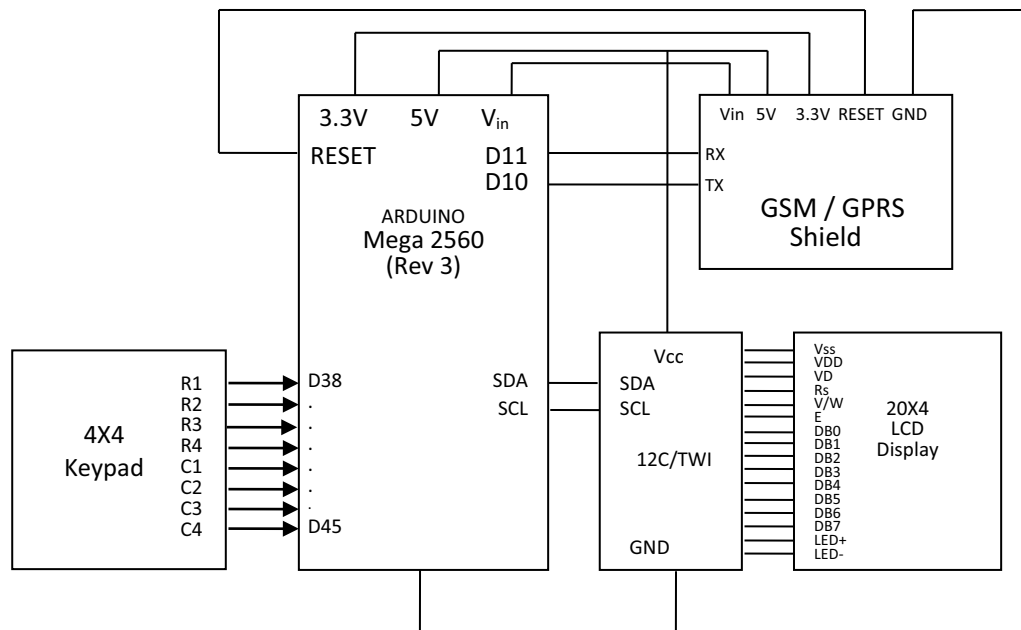 3.3V 5V Vin
RESET D11
D10
ARDUINO
Mega 2560
(Rev 3)
D38
.
.
.
.
.
.
D45
SDA
SCL
Vin 5V 3.3V RESET GND
RX
TX
GSM / GPRS
Shield
4X4
Keypad
R1
R2
R3
R4
C1
C2
C3
C4
Vcc
SDA
SCL
12C/TWI
GND
Vss
VDD
VD
Rs
V/W
E
DB0
DB1
DB2
DB3
DB4
DB5
DB6
DB7
LED+
LED-
20X4
LCD
Display